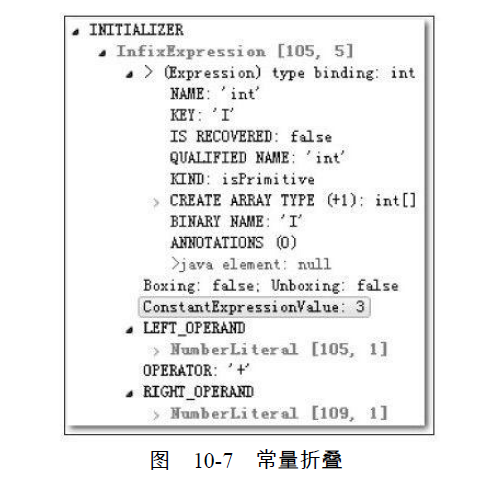 INITIALIZER
InfixExpression [105, 5]
> (Expression) type binding: int
NAME: 'int'
KEY: 'I'
IS RECOVERED: false
QUALIFIED NAME: 'int'
KIND: isPrimitive
CREATE ARRAY TYPE (+1): int[]
BINARY NAME: 'I'
ANNOTATIONS (0)
>java element: null
Boxing: false; Unboxing: false
ConstantExpressionValue: 3
LEFT_OPERAND
NumberLiteral [105, 1]
OPERATOR: '+'
RIGHT_OPERAND
NumberLiteral [109, 1]
图 10-7 常量折叠